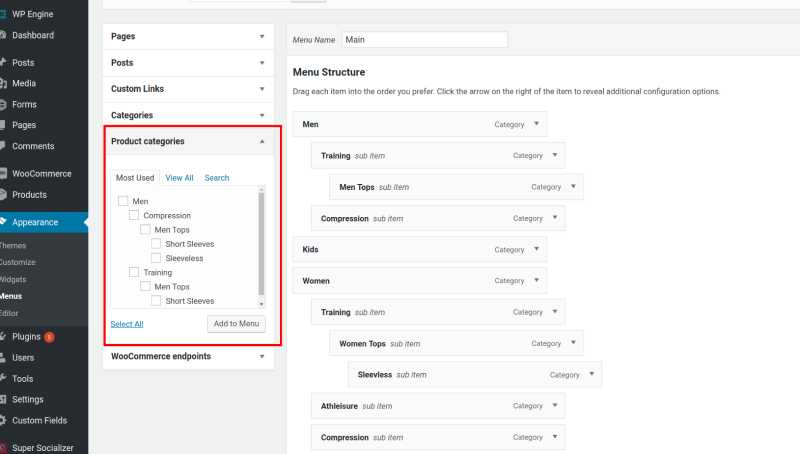 WP Engine
Dashboard
Posts
Media
Forms
Pages
Comments
WooCommerce
Products
Appearance
Themes
Customize
Widgets
Menus
Editor
Plugins 1
Users
Tools
Settings
Custom Fields
Super Socializer
Pages
Posts
Custom Links
Categories
Product categories
Most Used View All Search
Men
Compression
Men Tops
Short Sleeves
Sleeveless
Training
Men Tops
Short Sleeves
Select All Add to Menu
WooCommerce endpoints
Menu Name Main
Menu Structure
Drag each item into the order you prefer. Click the arrow on the right of the item to reveal additional configuration options.
Men Category
Training sub item Category
Men Tops sub item Category
Compression sub item Category
Kids Category
Women Category
Training sub item Category
Women Tops sub item Category
Sleevless sub item Category
Athleisure sub item Category
Compression sub item Category